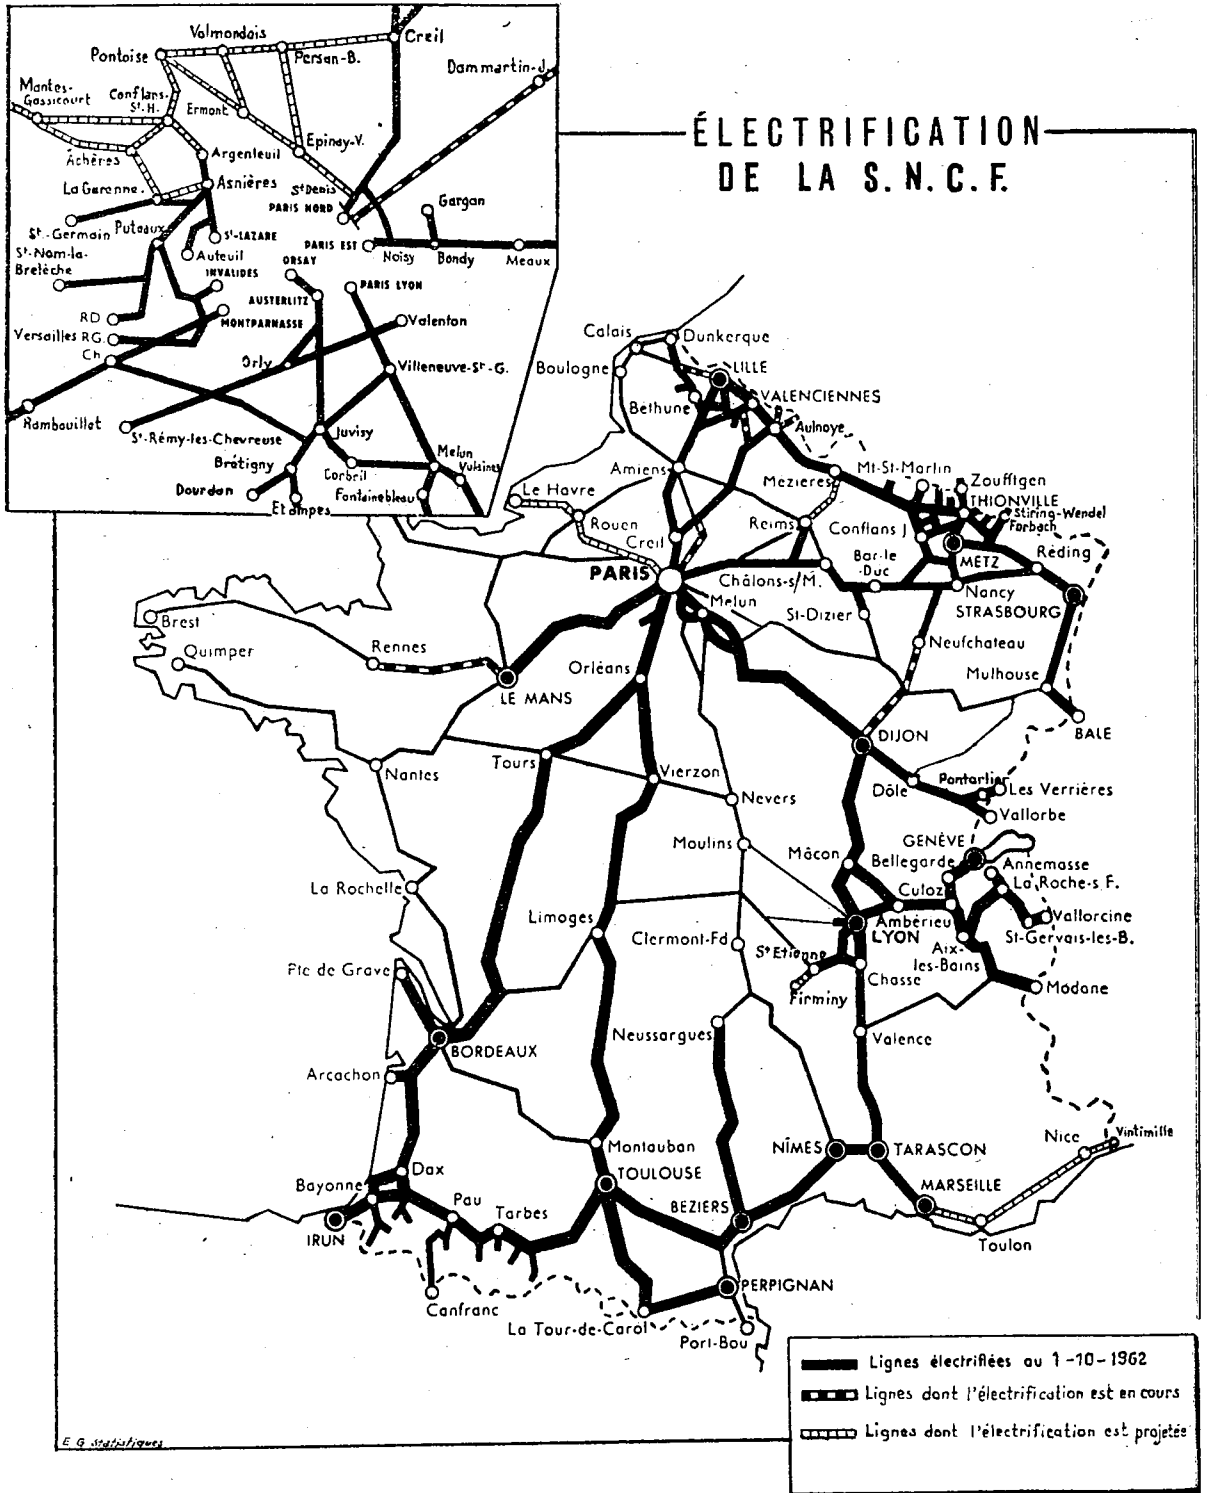 ÉLECTRIFICATION
DE LA S.N.C.F.
Valmondois
Creil
Pontoise
Persan-B.
Dammartin-J.
Mantes-
Gassicourt
Conflans-
St-H.
Ermont
Epinay-V.
Achères
Argenteuil
La Garenne.
Asnières
St Denis
PARIS NORD
Gargan
St-Germain
Puteaux
St-LAZARE
PARIS EST
Noisy
Bondy
Meaux
St-Nom-la-
Bretèche
Auteuil
INVALIDES
ORSAY
AUSTERLITZ
PARIS LYON
RD
MONTPARNASSE
Valenton
Versailles RG.
Ch
Orly
Villeneuve-St-G.
Rambouillet
St-Rémy-les-Chevreuse
Juvisy
Brétigny
Corbeil
Melun
Vulaines
Dourdan
Etampes
Fontainebleau
Calais
Dunkerque
Boulogne
LILLE
Béthune
VALENCIENNES
Aulnoye
Amiens
Mézières
Mt-St-Martin
Zouffigen
THIONVILLE
Stiring-Wendel
Forbach
Le Havre
Rouen
Creil
Reims
Conflans J
METZ
Réding
PARIS
Châlons-s/M.
Bar-le
-Duc
Nancy
STRASBOURG
Melun
St-Dizier
Brest
Quimper
Rennes
LE MANS
Orléans
Neufchateau
Mulhouse
BALE
DIJON
Nantes
Tours
Vierzon
Nevers
Dôle
Pontarlier
Les Verrières
Vallorbe
Moulins
Mâcon
GENÈVE
Bellegarde
Annemasse
La Roche-s F.
La Rochelle
Culoz
Limoges
Clermont-Fd
Ambérieu
LYON
Vallorcine
St-Gervais-les-B.
St Etienne
Aix-
les-Bains
Pte de Grave
Firminy
Chasse
Modane
BORDEAUX
Neussargues
Valence
Arcachon
Montauban
NÎMES
TARASCON
Nice
Vintimille
Bayonne
Dax
TOULOUSE
MARSEILLE
IRUN
Pau
Tarbes
BEZIERS
Toulon
Canfranc
PERPIGNAN
La Tour-de-Carol
Port-Bou
Lignes électrifiées au 1-10-1962
Lignes dont l'électrification est en cours
Lignes dont l'électrification est projetée
E G Statistiques